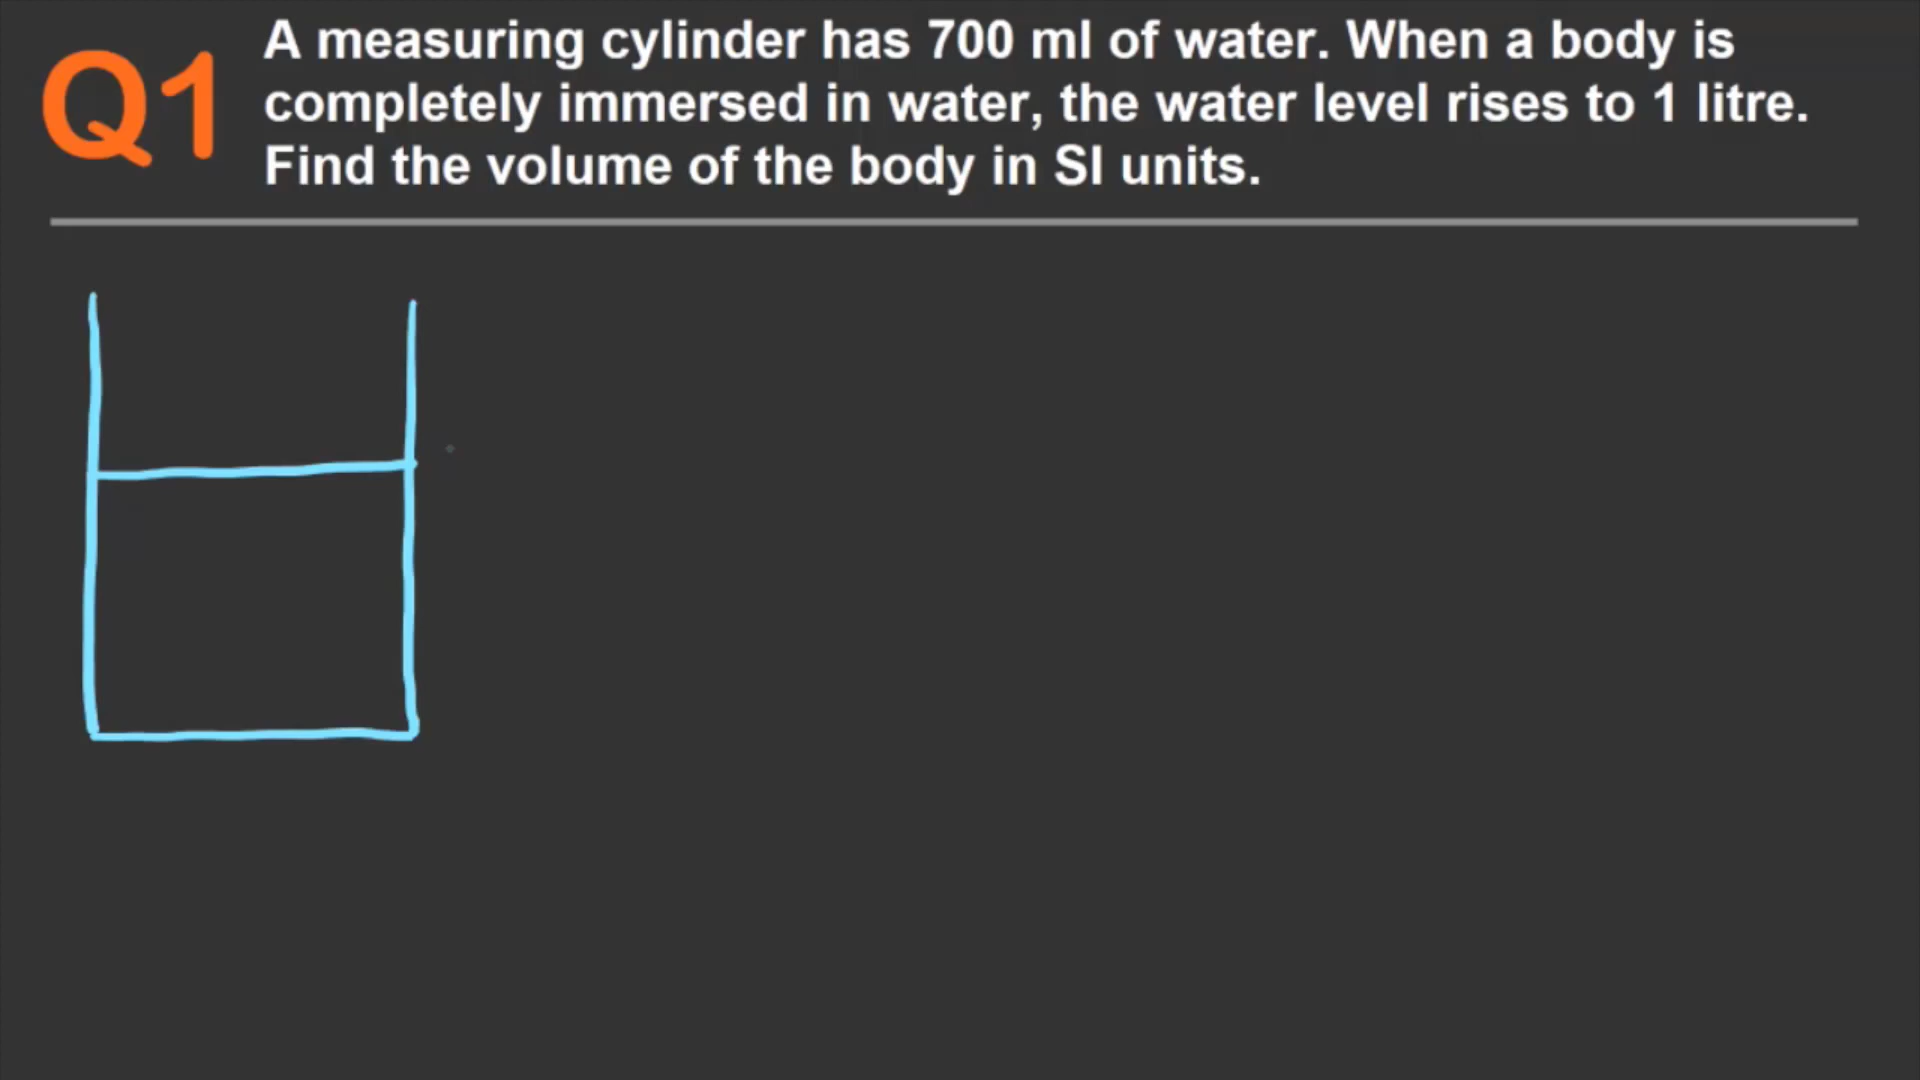 Q1
A measuring cylinder has 700 ml of water. When a body is
completely immersed in water, the water level rises to 1 litre.
Find the volume of the body in SI units.